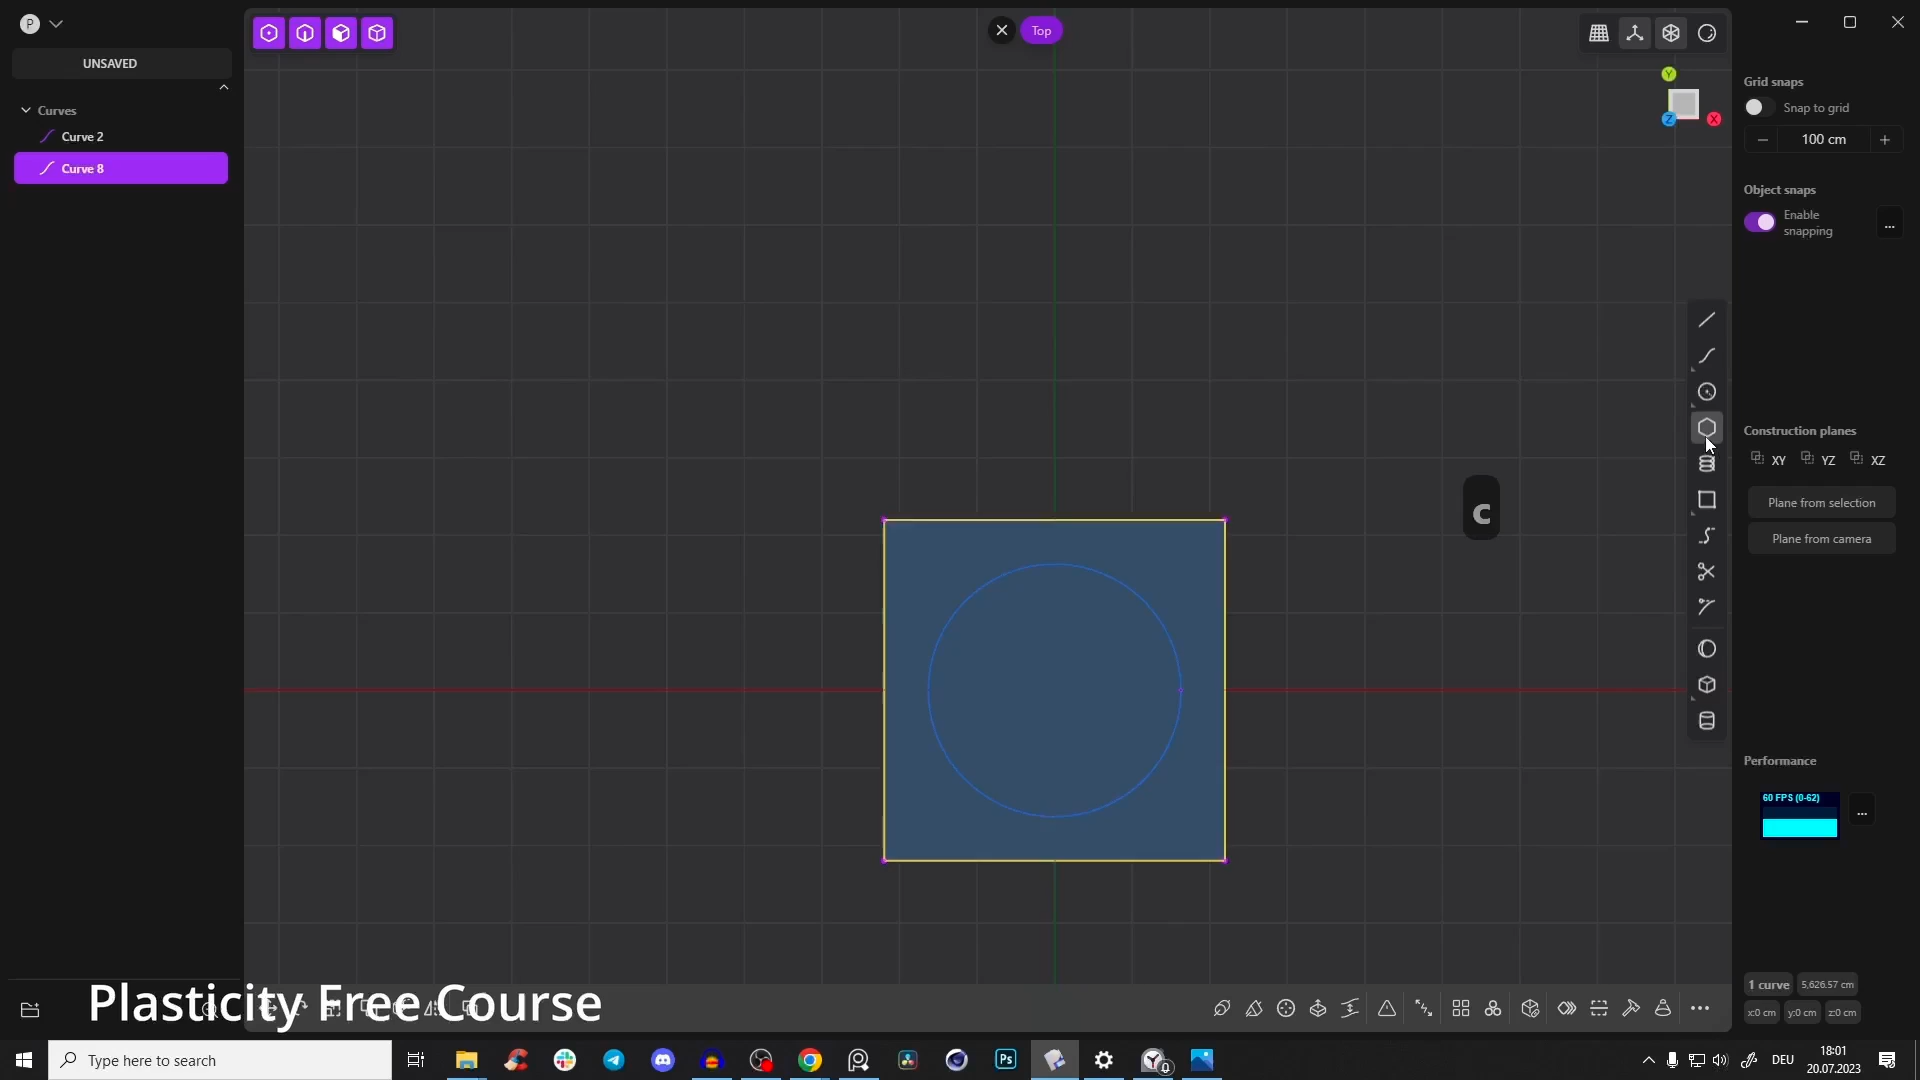 P
UNSAVED
Curves
Curve 2
Curve 8
Top
Y
Z
X
Grid snaps
Snap to grid
100 cm
Object snaps
Enable
snapping
...
c
Construction planes
XY
YZ
XZ
Plane from selection
Plane from camera
Performance
60 FPS (0-62)
...
1 curve
5,626.57 cm
x:0 cm
y:0 cm
z:0 cm
Plasticity Free Course
Type here to search
Ps
0
DEU
18:01
20.07.2023